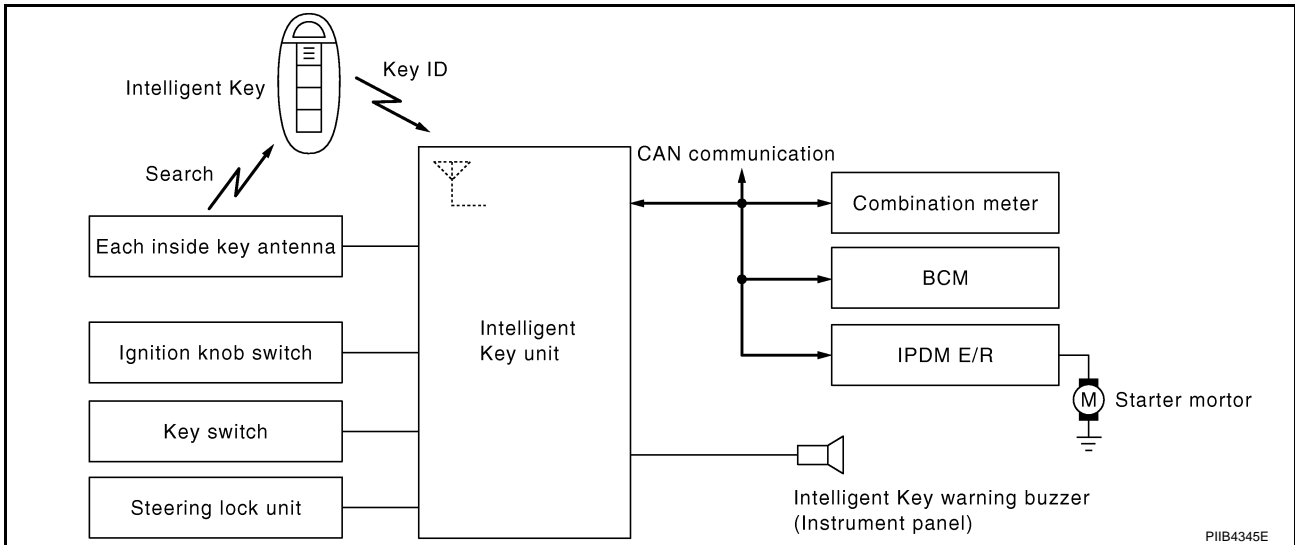 Intelligent Key
Key ID
Search
CAN communication
Each inside key antenna
Ignition knob switch
Key switch
Steering lock unit
Intelligent
Key unit
Combination meter
BCM
IPDM E/R
M
Starter mortor
Intelligent Key warning buzzer
(Instrument panel)
PIIB4345E